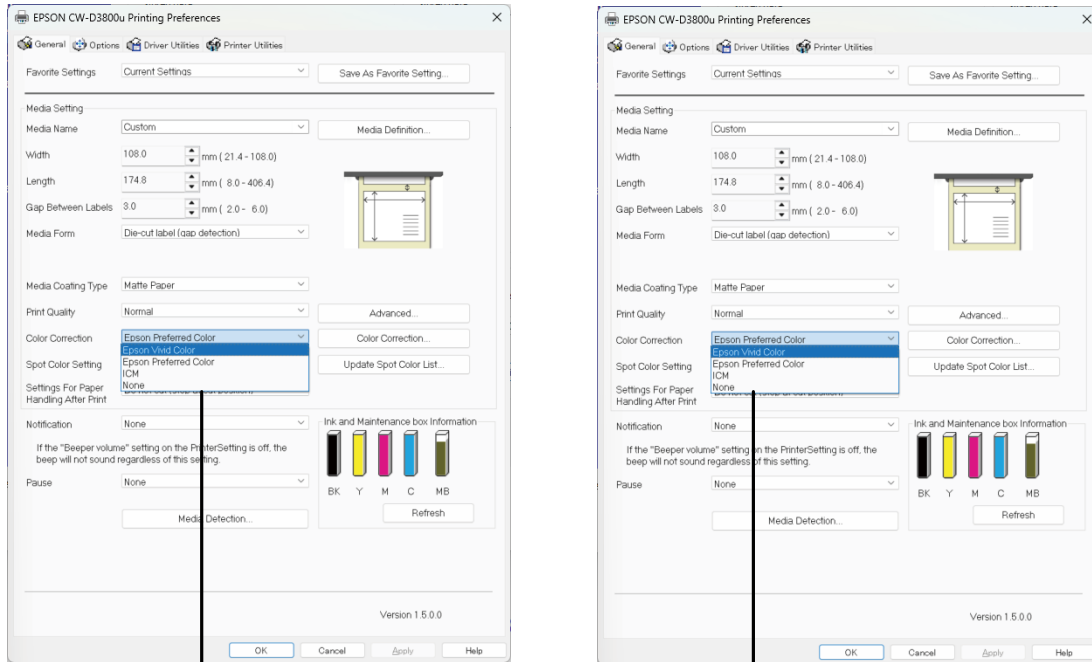 EPSON CW-D3800u Printing Preferences
General Options Driver Utilities Printer Utilities
Favorite Settings Current Settings Save As Favorite Setting...
Media Setting
Media Name Custom Media Definition...
Width 108.0 mm ( 21.4 - 108.0)
Length 174.8 mm ( 8.0 - 406.4)
Gap Between Labels 3.0 mm ( 2.0 - 6.0)
Media Form Die-cut label (gap detection)
Media Coating Type Matte Paper
Print Quality Normal Advanced...
Color Correction Epson Preferred Color Color Correction...
Epson Vivid Color
Spot Color Setting Epson Preferred Color Update Spot Color List...
ICM
Settings For Paper None
Handling After Print
Notification None Ink and Maintenance box Information
If the "Beeper volume" setting on the PrinterSetting is off, the
beep will not sound regardless of this setting.
Pause None
BK Y M C MB
Refresh
Media Detection...
Version 1.5.0.0
OK Cancel Apply Help
EPSON CW-D3800u Printing Preferences
General Options Driver Utilities Printer Utilities
Favorite Settings Current Settings Save As Favorite Setting...
Media Setting
Media Name Custom Media Definition...
Width 108.0 mm ( 21.4 - 108.0)
Length 174.8 mm ( 8.0 - 406.4)
Gap Between Labels 3.0 mm ( 2.0 - 6.0)
Media Form Die-cut label (gap detection)
Media Coating Type Matte Paper
Print Quality Normal Advanced...
Color Correction Epson Preferred Color Color Correction...
Epson Vivid Color
Spot Color Setting Epson Preferred Color Update Spot Color List...
ICM
Settings For Paper None
Handling After Print
Notification None Ink and Maintenance box Information
If the "Beeper volume" setting on the PrinterSetting is off, the
beep will not sound regardless of this setting.
Pause None
BK Y M C MB
Refresh
Media Detection...
Version 1.5.0.0
OK Cancel Apply Help